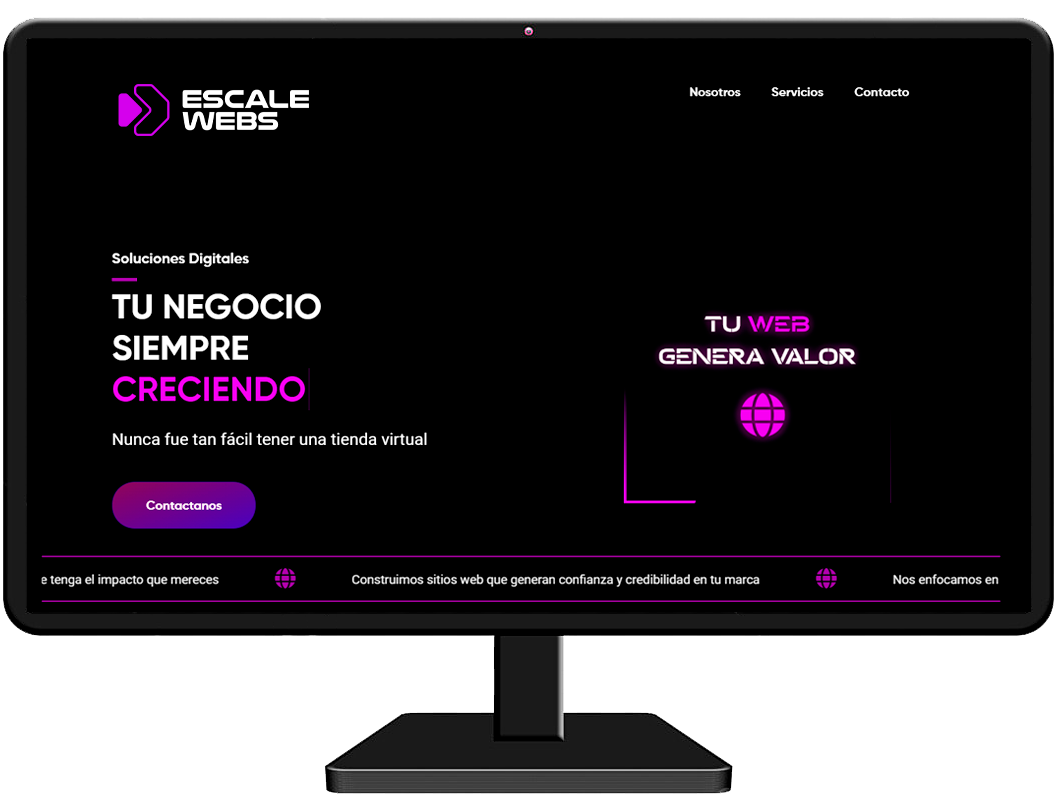 ESCALE
WEBS
Nosotros Servicios Contacto
Soluciones Digitales
TU NEGOCIO
SIEMPRE
CRECIENDO
Nunca fue tan fácil tener una tienda virtual
Contactanos
TU WEB
GENERA VALOR
e tenga el impacto que mereces Construimos sitios web que generan confianza y credibilidad en tu marca Nos enfocamos en